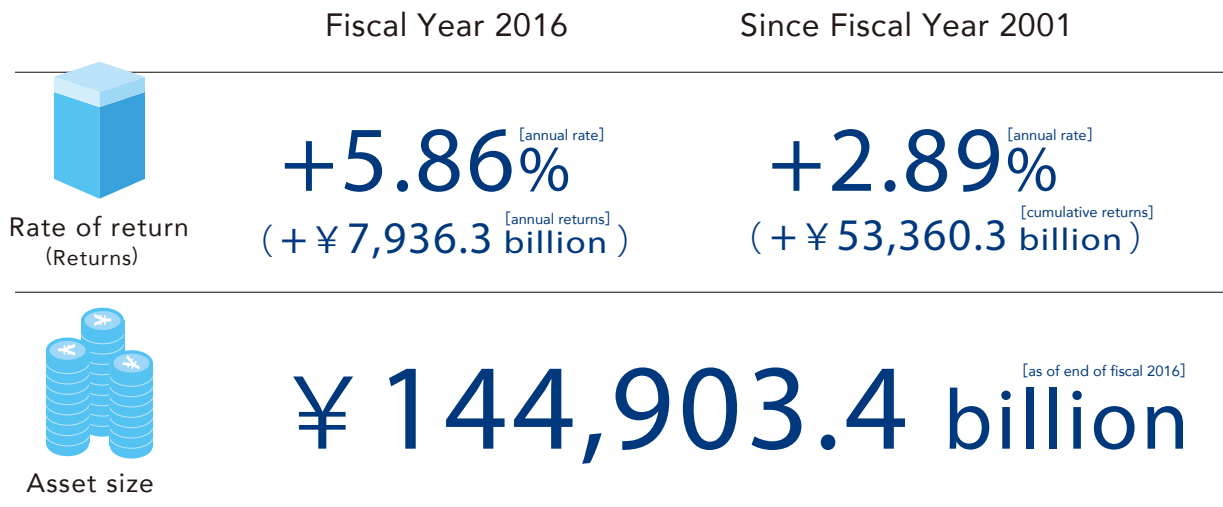 Fiscal Year 2016
Since Fiscal Year 2001
Rate of return
(Returns)
+5.86% [annual rate]
(+¥7,936.3 billion) [annual returns]
+2.89% [annual rate]
(+¥53,360.3 billion) [cumulative returns]
Asset size
¥144,903.4 billion [as of end of fiscal 2016]
¥
¥
¥